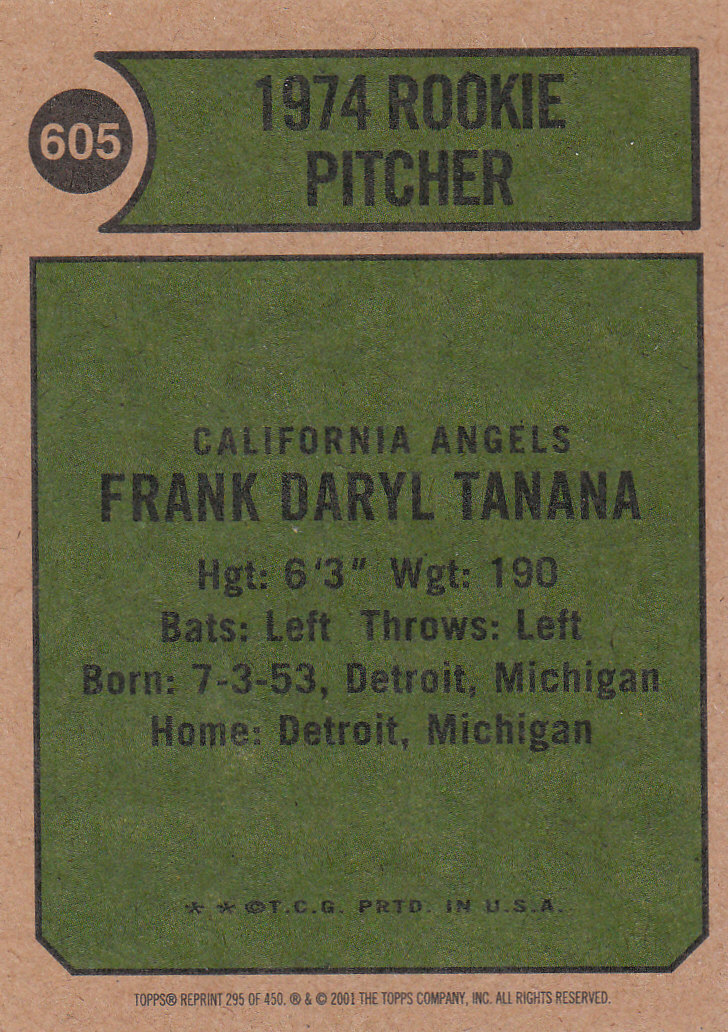 605
1974 ROOKIE
PITCHER
CALIFORNIA ANGELS
FRANK DARYL TANANA
Hgt: 6'3" Wgt: 190
Bats: Left Throws: Left
Born: 7-3-53, Detroit, Michigan
Home: Detroit, Michigan
* * ©T.C.G. PRTD. IN U.S.A.
TOPPS® REPRINT 295 OF 450. ® & © 2001 THE TOPPS COMPANY, INC. ALL RIGHTS RESERVED.